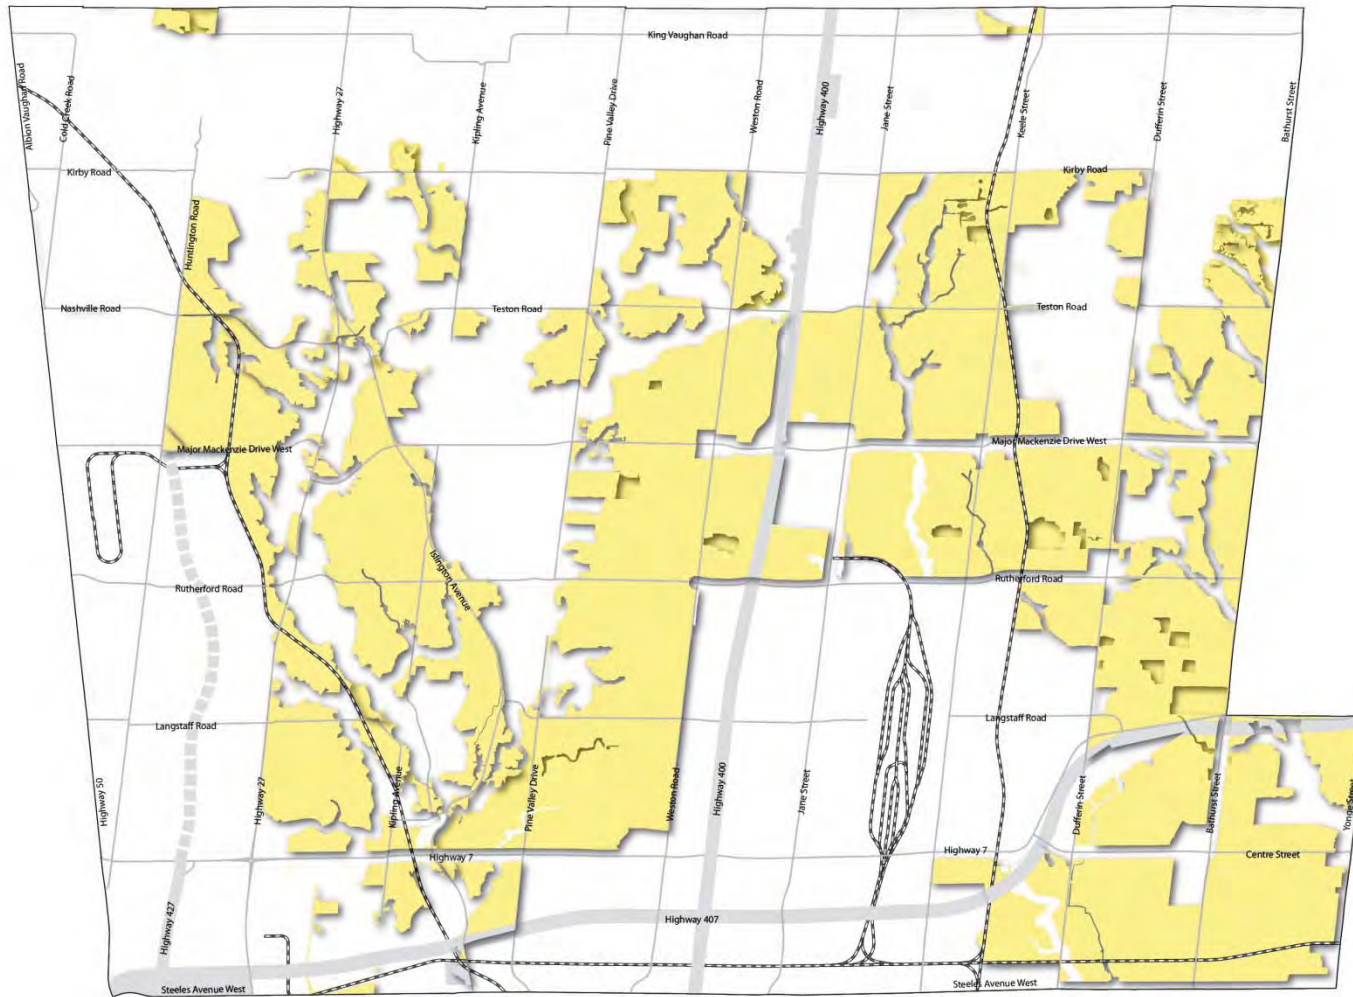 King Vaughan Road
Albion Vaughan Road
Cold Creek Road
Highway 27
Kipling Avenue
Pine Valley Drive
Weston Road
Highway 400
Jane Street
Keele Street
Dufferin Street
Bathurst Street
Kirby Road
Kirby Road
Huntington Road
Nashville Road
Teston Road
Teston Road
Major Mackenzie Drive West
Major Mackenzie Drive West
Islington Avenue
Rutherford Road
Rutherford Road
Langstaff Road
Langstaff Road
Highway 50
Highway 27
Kipling Avenue
Pine Valley Drive
Weston Road
Highway 400
Jane Street
Dufferin Street
Bathurst Street
Yonge Street
Highway 7
Highway 7
Centre Street
Highway 427
Highway 407
Steeles Avenue West
Steeles Avenue West